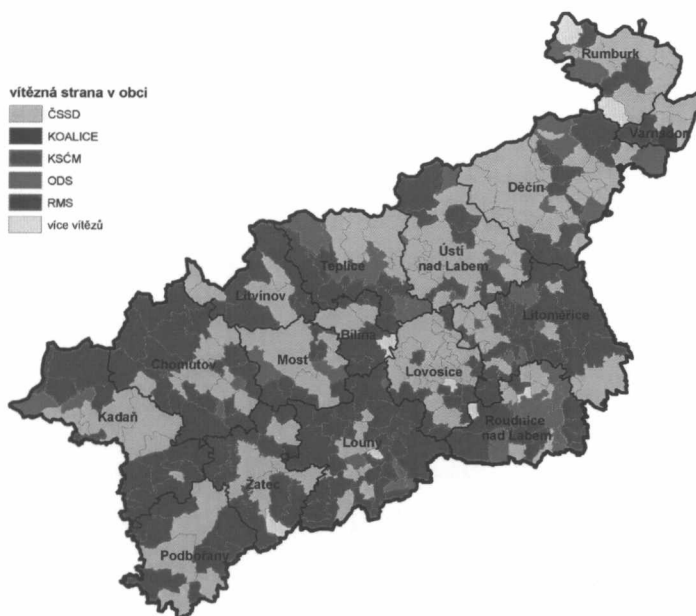 vítězná strana v obci
ČSSD
KOALICE
KSČM
ODS
RMS
více vítězů
Rumburk
Varnsdorf
Děčín
Ústí
nad Labem
Teplice
Litvínov
Litoměřice
Bílina
Chomutov
Most
Lovosice
Kadaň
Roudnice
nad Labem
Louny
Žatec
Podbořany